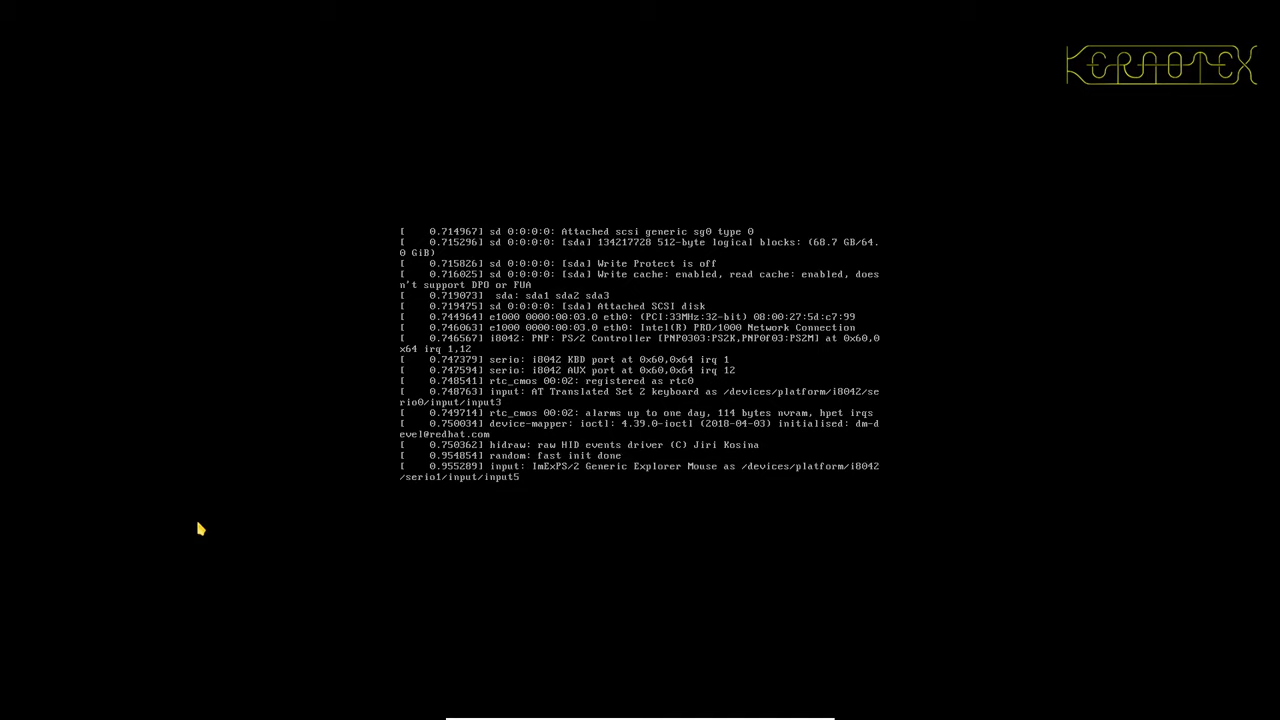 KERNOTEX
[    0.714967] sd 0:0:0:0: Attached scsi generic sg0 type 0
[    0.715296] sd 0:0:0:0: [sda] 134217728 512-byte logical blocks: (68.7 GB/64.
0 GiB)
[    0.715826] sd 0:0:0:0: [sda] Write Protect is off
[    0.716025] sd 0:0:0:0: [sda] Write cache: enabled, read cache: enabled, does
n't support DPO or FUA
[    0.719073]  sda: sda1 sda2 sda3
[    0.719475] sd 0:0:0:0: [sda] Attached SCSI disk
[    0.744964] e1000 0000:00:03.0 eth0: (PCI:33MHz:32-bit) 08:00:27:5d:c7:99
[    0.746063] e1000 0000:00:03.0 eth0: Intel(R) PRO/1000 Network Connection
[    0.746567] i8042: PNP: PS/2 Controller [PNP0303:PS2K,PNP0f03:PS2M] at 0x60,0
x64 irq 1,12
[    0.747379] serio: i8042 KBD port at 0x60,0x64 irq 1
[    0.747594] serio: i8042 AUX port at 0x60,0x64 irq 12
[    0.748541] rtc_cmos 00:02: registered as rtc0
[    0.748763] input: AT Translated Set 2 keyboard as /devices/platform/i8042/se
rio0/input/input3
[    0.749714] rtc_cmos 00:02: alarms up to one day, 114 bytes nvram, hpet irqs
[    0.750034] device-mapper: ioctl: 4.39.0-ioctl (2018-04-03) initialised: dm-d
evel@redhat.com
[    0.750362] hidraw: raw HID events driver (C) Jiri Kosina
[    0.954854] random: fast init done
[    0.955289] input: ImExPS/2 Generic Explorer Mouse as /devices/platform/i8042
/serio1/input/input5